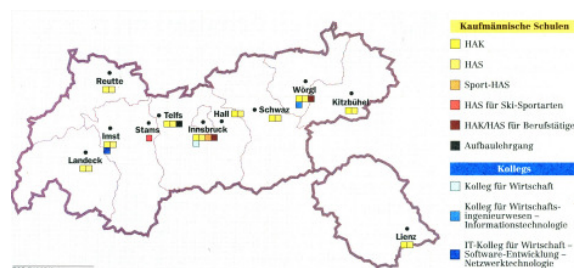 Kaufmännische Schulen
HAK
HAS
Sport-HAS
HAS für Ski-Sportarten
HAK/HAS für Berufstätige
Aufbaulehrgang
Kollegs
Kolleg für Wirtschaft
Kolleg für Wirtschafts-
ingenieurwesen –
Informationstechnologie
IT-Kolleg für Wirtschaft –
Software-Entwicklung –
Netzwerktechnologie
Reutte
Wörgl
Kitzbühel
Schwaz
Hall
Telfs
Innsbruck
Stams
Imst
Landeck
Lienz